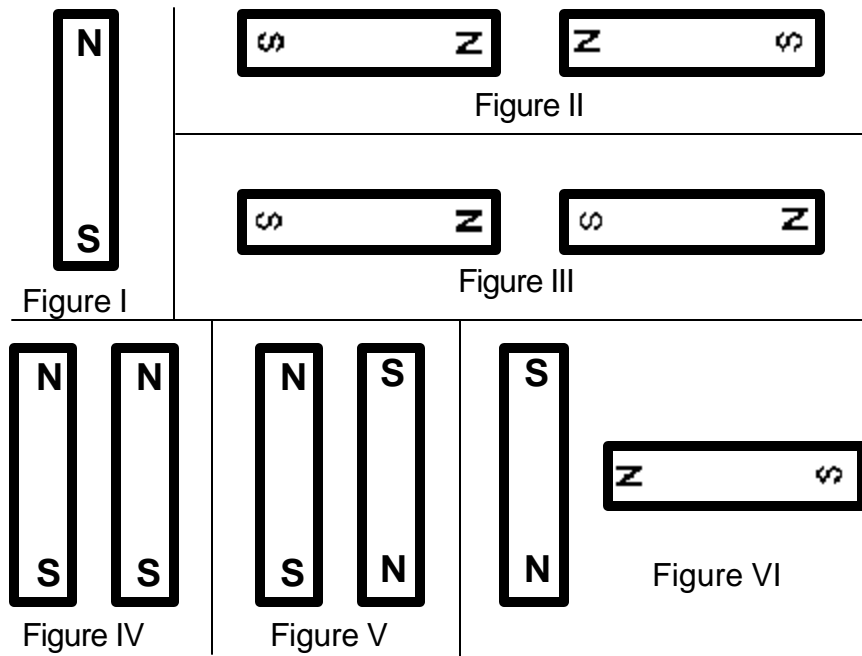 N
S
Figure I
S N N S
Figure II
S N S N
Figure III
N N
S S
Figure IV
N S
S N
Figure V
S
N S
N
Figure VI